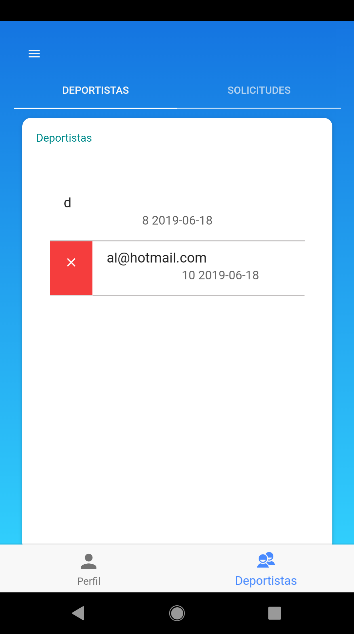 DEPORTISTAS SOLICITUDES
Deportistas
d
8 2019-06-18
al@hotmail.com
10 2019-06-18
Perfil Deportistas